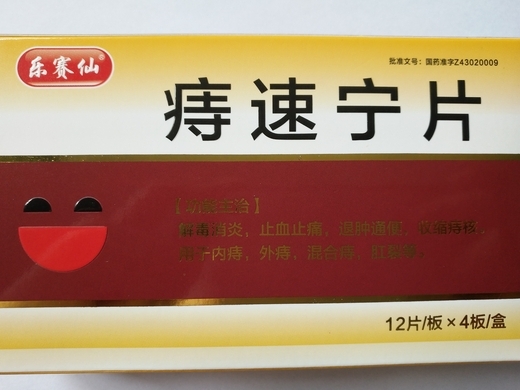 乐赛仙
批准文号：国药准字Z43020009
痔速宁片
【功能主治】
解毒消炎，止血止痛，退肿通便，收缩痔核。
用于内痔，外痔，混合痔，肛裂等。
12片/板×4板/盒